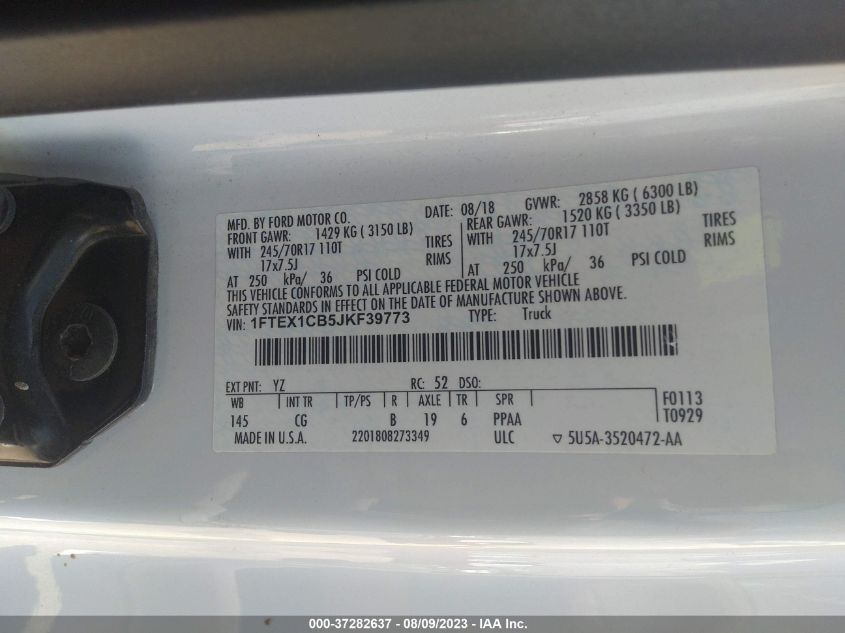 MFD. BY FORD MOTOR CO. DATE: 08/18 GVWR: 2858 KG ( 6300 LB)
FRONT GAWR: 1429 KG ( 3150 LB) REAR GAWR: 1520 KG ( 3350 LB)
WITH 245/70R17 110T TIRES WITH 245/70R17 110T TIRES
17x7.5J RIMS 17x7.5J RIMS
AT 250 kPa/ 36 PSI COLD AT 250 kPa/ 36 PSI COLD
THIS VEHICLE CONFORMS TO ALL APPLICABLE FEDERAL MOTOR VEHICLE
SAFETY STANDARDS IN EFFECT ON THE DATE OF MANUFACTURE SHOWN ABOVE.
VIN: 1FTEX1CB5JKF39773 TYPE: Truck
EXT PNT: YZ RC: 52 DSO:
WB INT TR TP/PS R AXLE TR SPR F0113
145 CG B 19 6 PPAA T0929
MADE IN U.S.A. 2201808273349 ULC ▽ 5U5A-3520472-AA
000-37282637 - 08/09/2023 - IAA Inc.